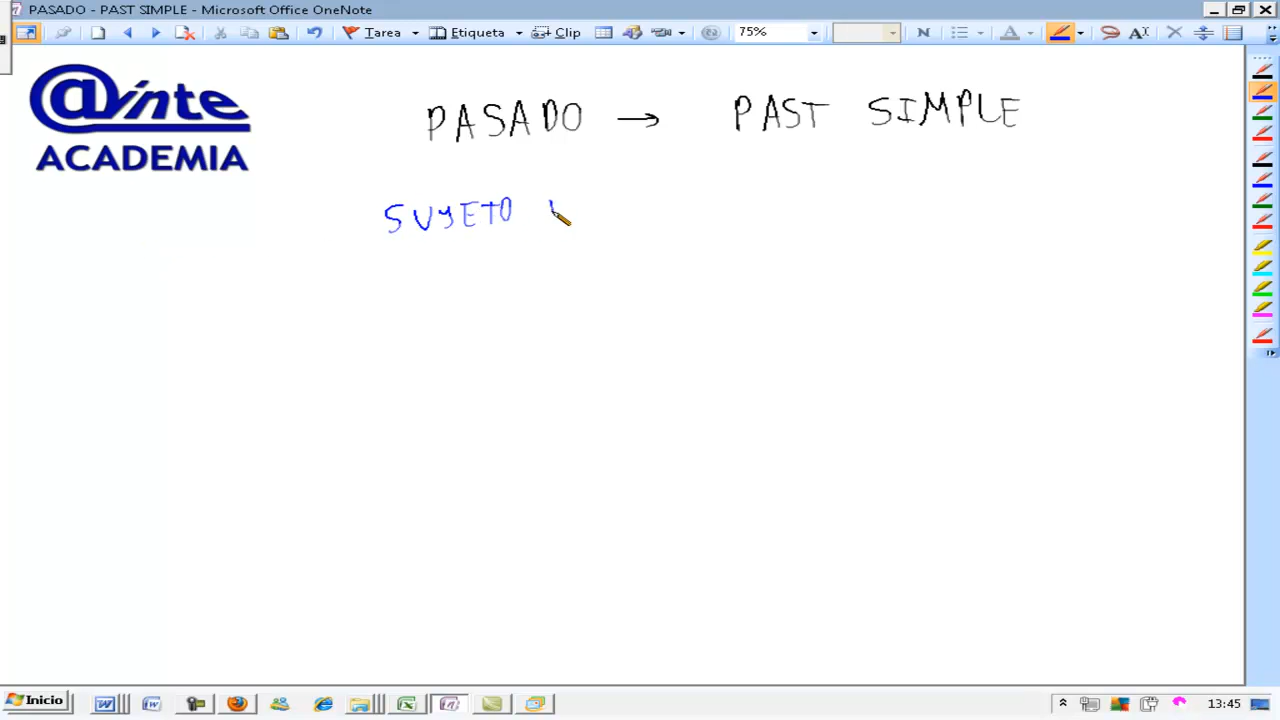 PASADO - PAST SIMPLE - Microsoft Office OneNote
Tarea Etiqueta Clip 75% N A A
@inte
ACADEMIA
PASADO → PAST SIMPLE
SUJETO
Inicio 13:45